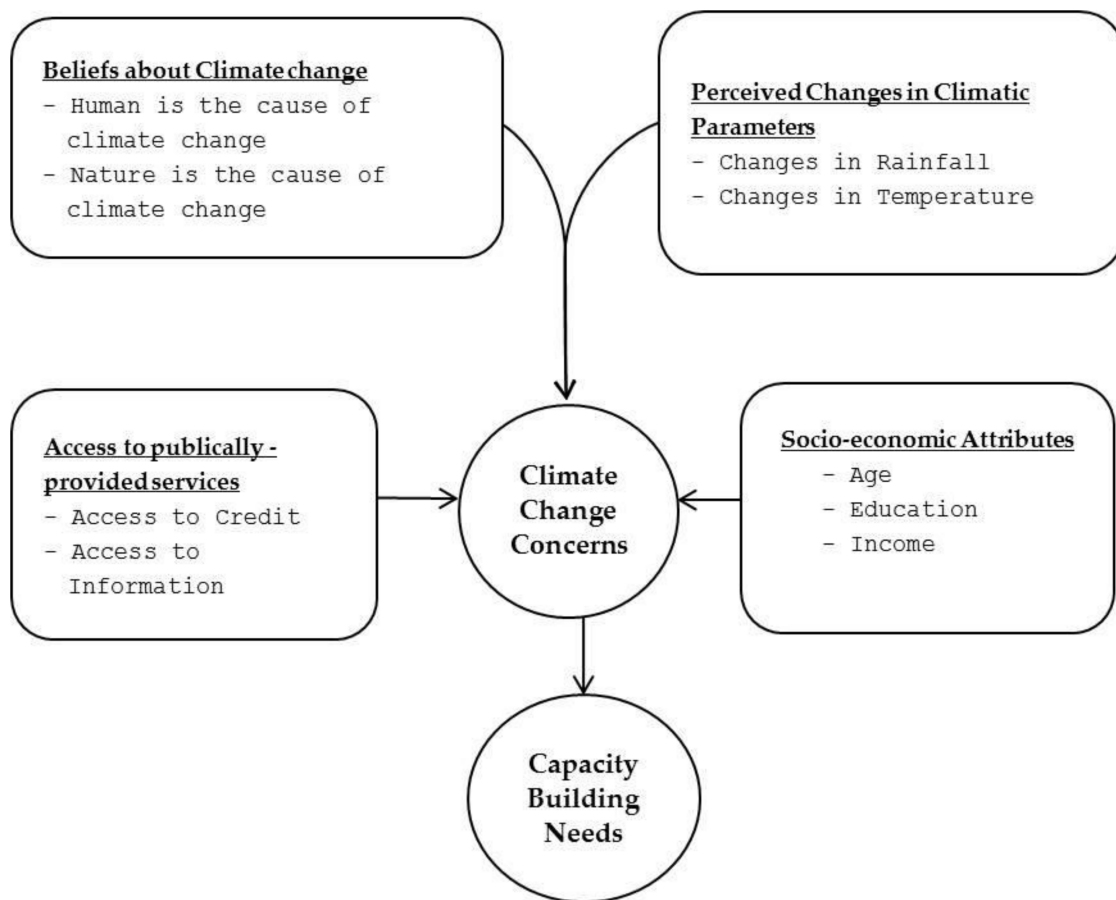 Beliefs about Climate change
- Human is the cause of
climate change
- Nature is the cause of
climate change
Perceived Changes in Climatic
Parameters
- Changes in Rainfall
- Changes in Temperature
Access to publically -
provided services
- Access to Credit
- Access to
Information
Climate
Change
Concerns
Socio-economic Attributes
- Age
- Education
- Income
Capacity
Building
Needs